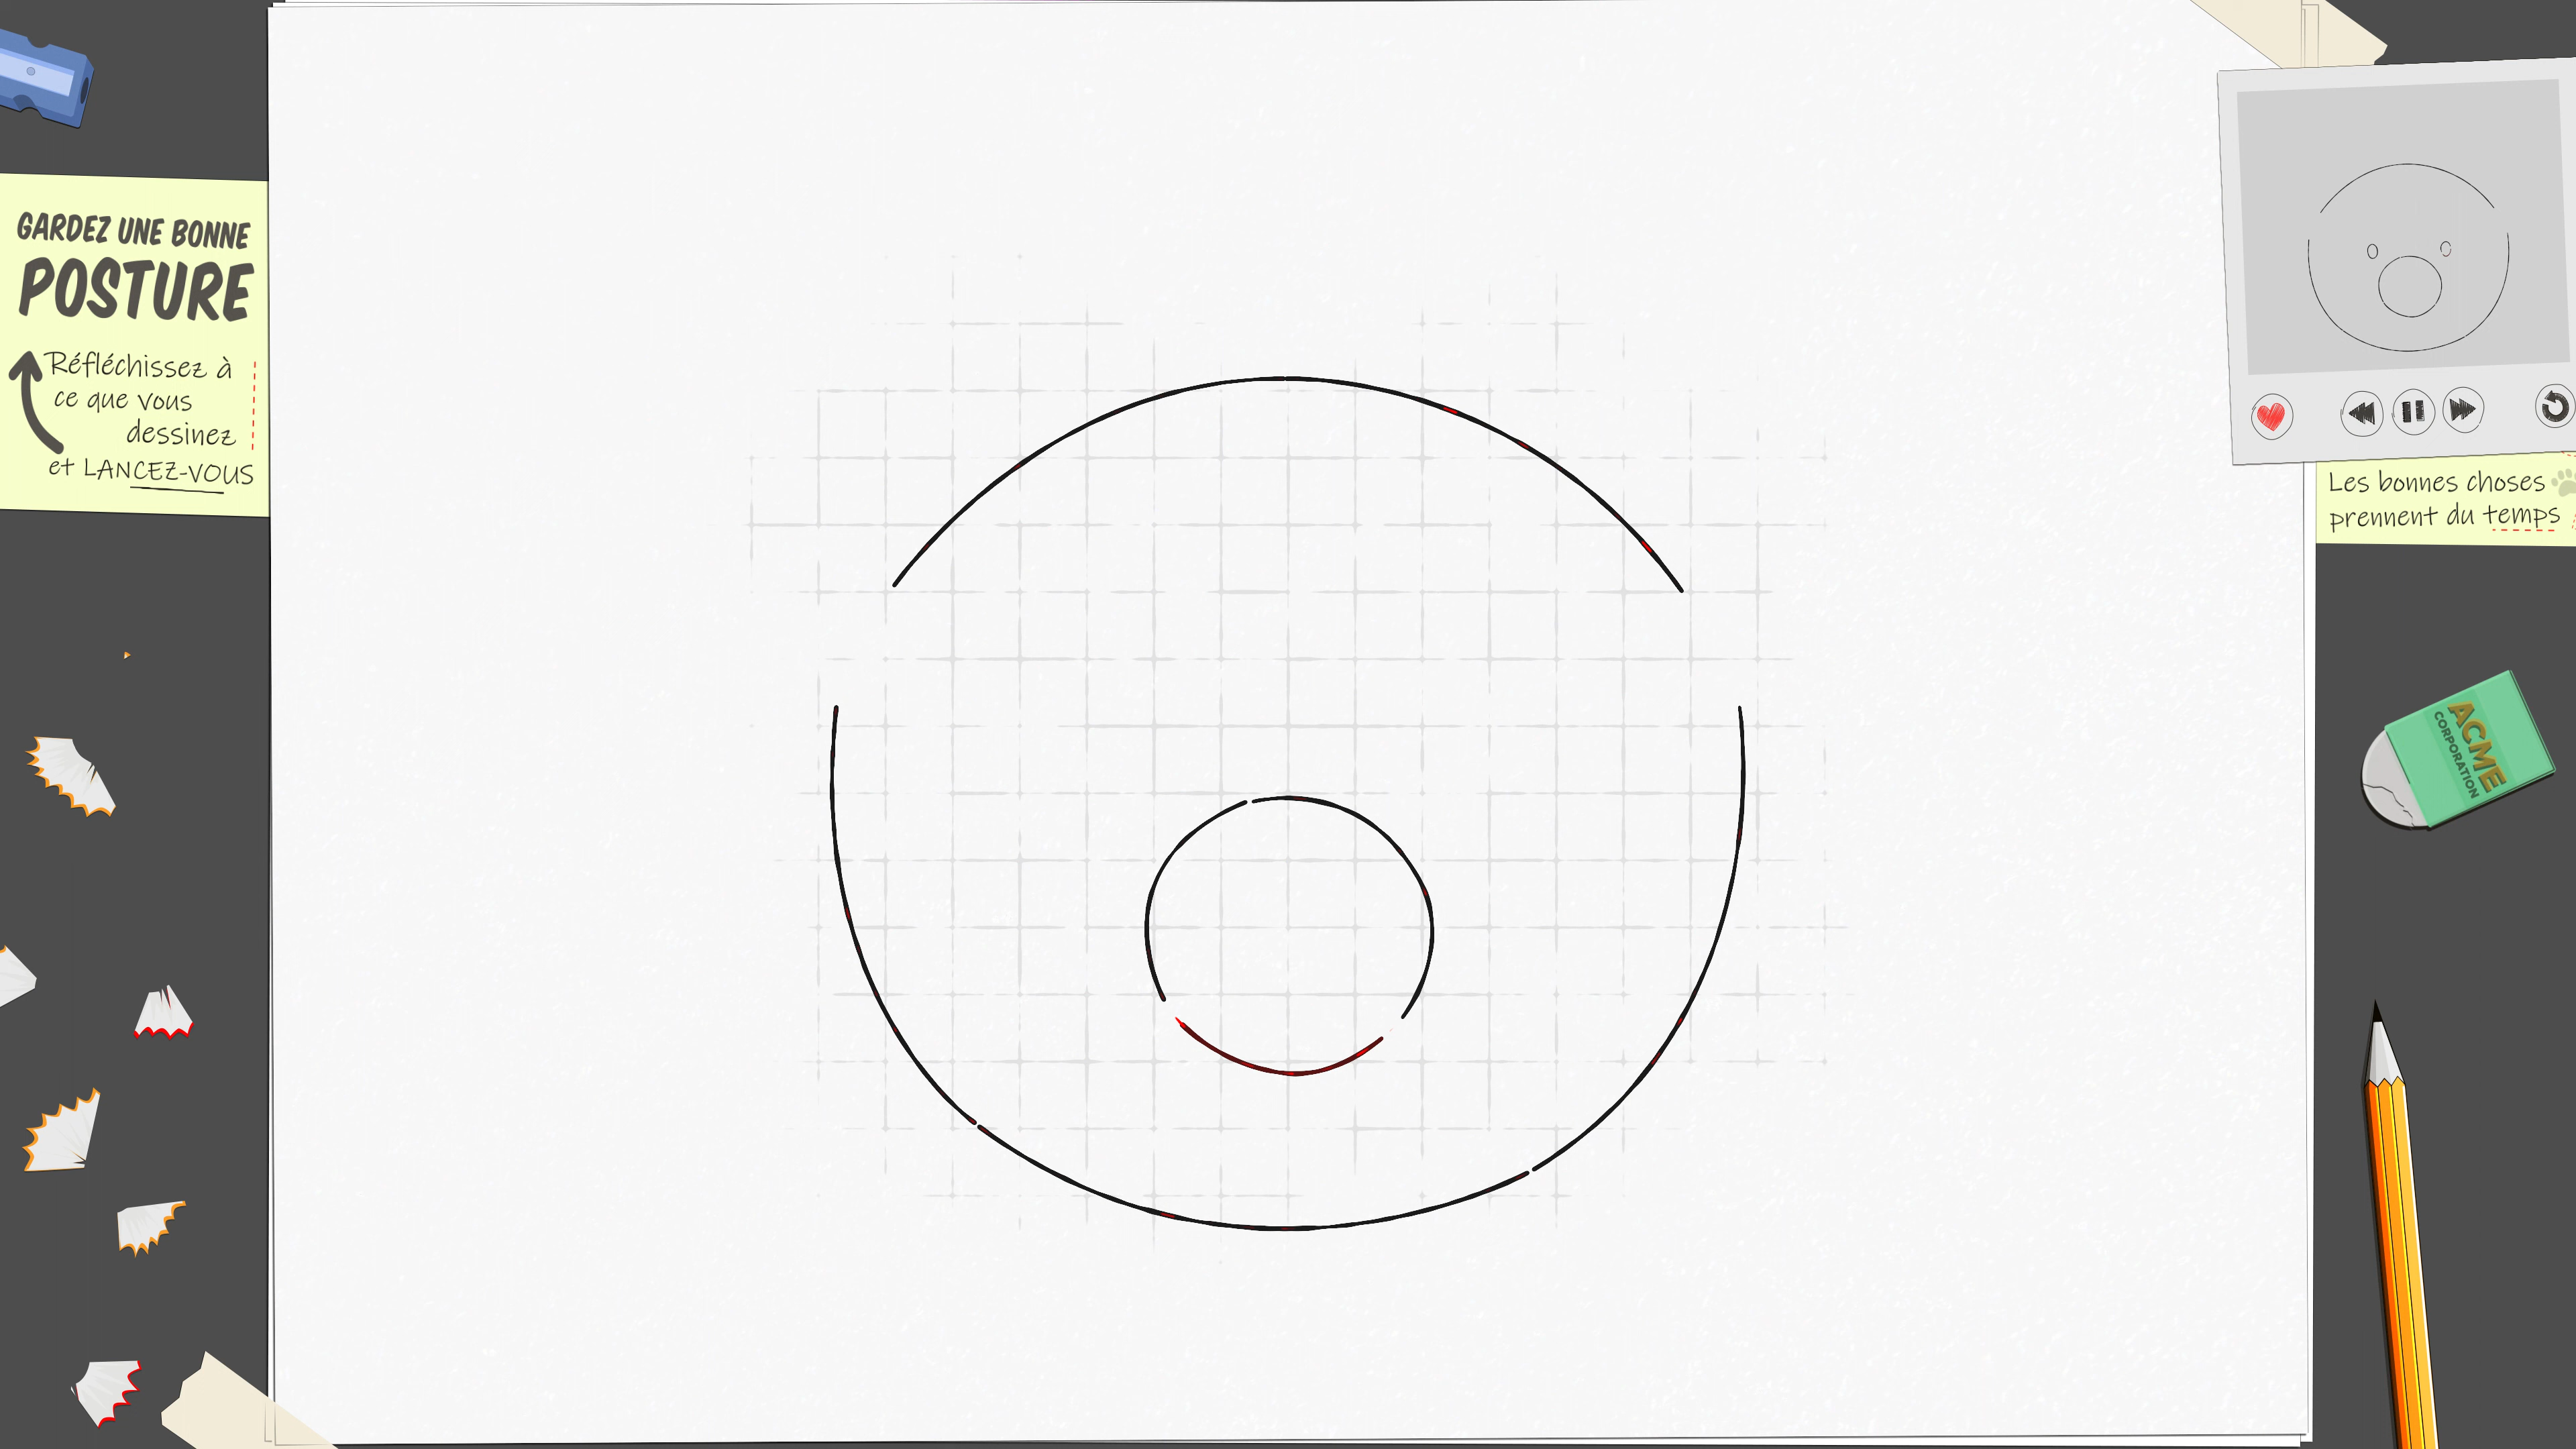 GARDEZ UNE BONNE
POSTURE
Réfléchissez à
ce que vous
dessinez
et LANCEZ-VOUS
Les bonnes choses
prennent du temps
ACME
CORPORATION